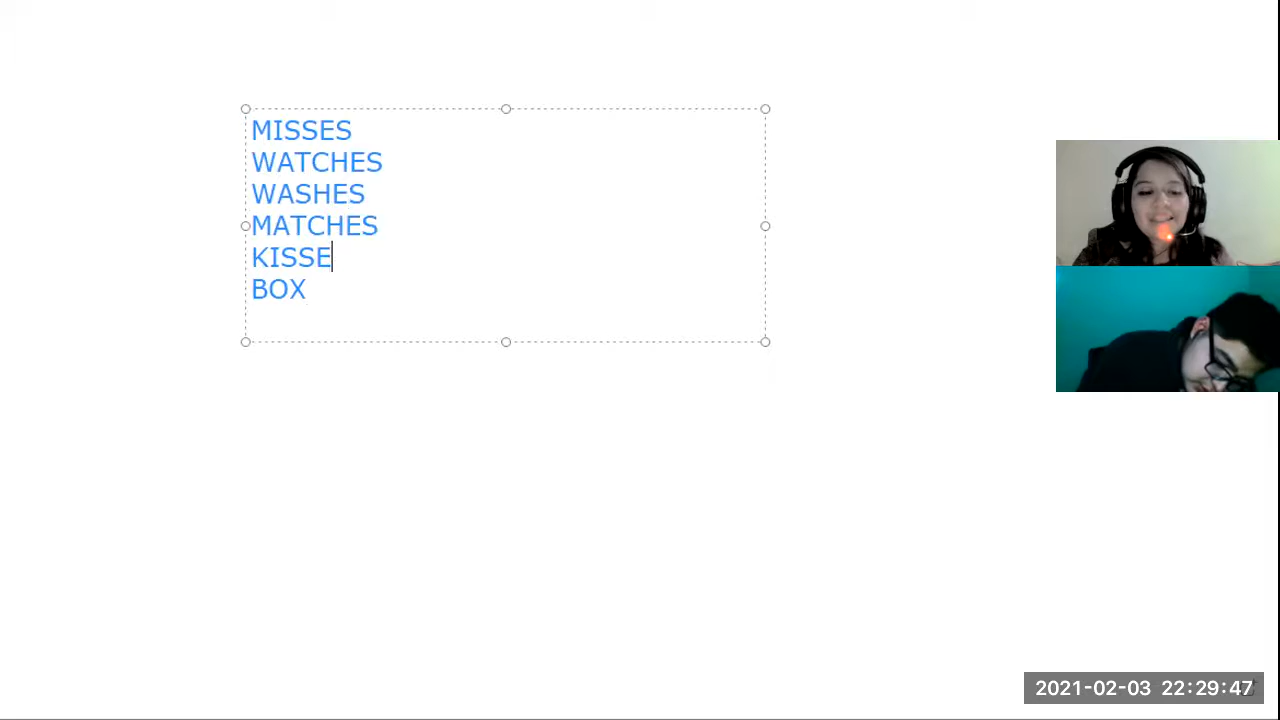 MISSES
WATCHES
WASHES
MATCHES
KISSE
BOX
2021-02-03 22:29:47